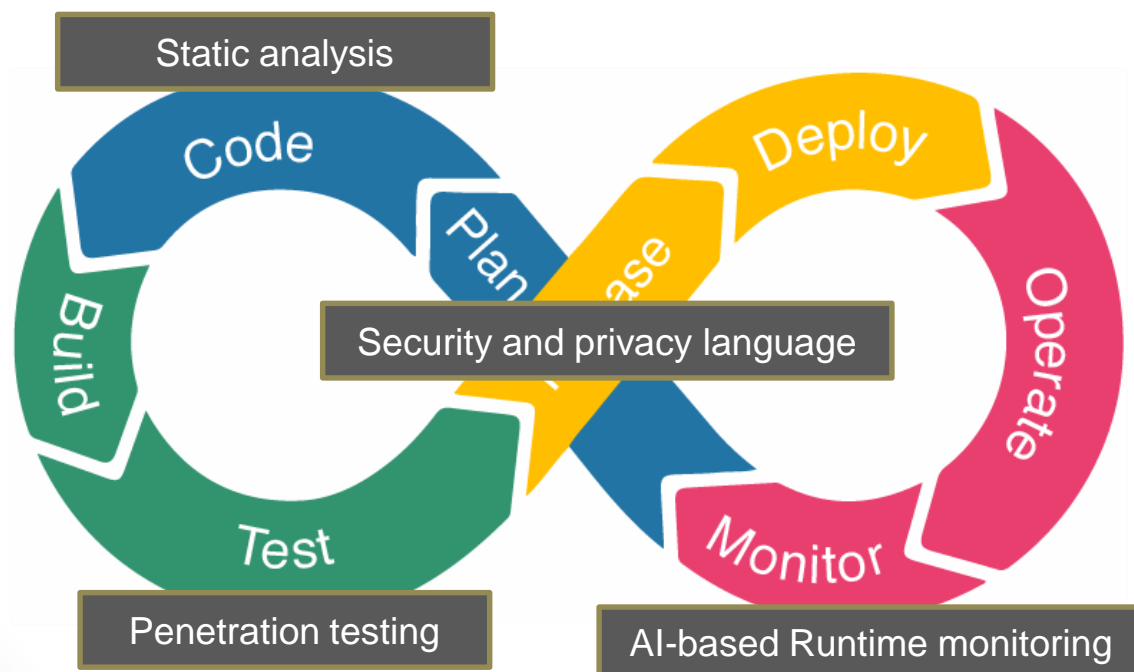 Static analysis
Code
Deploy
Plan
Build
Operate
Security and privacy language
Test
Monitor
Penetration testing
AI-based Runtime monitoring